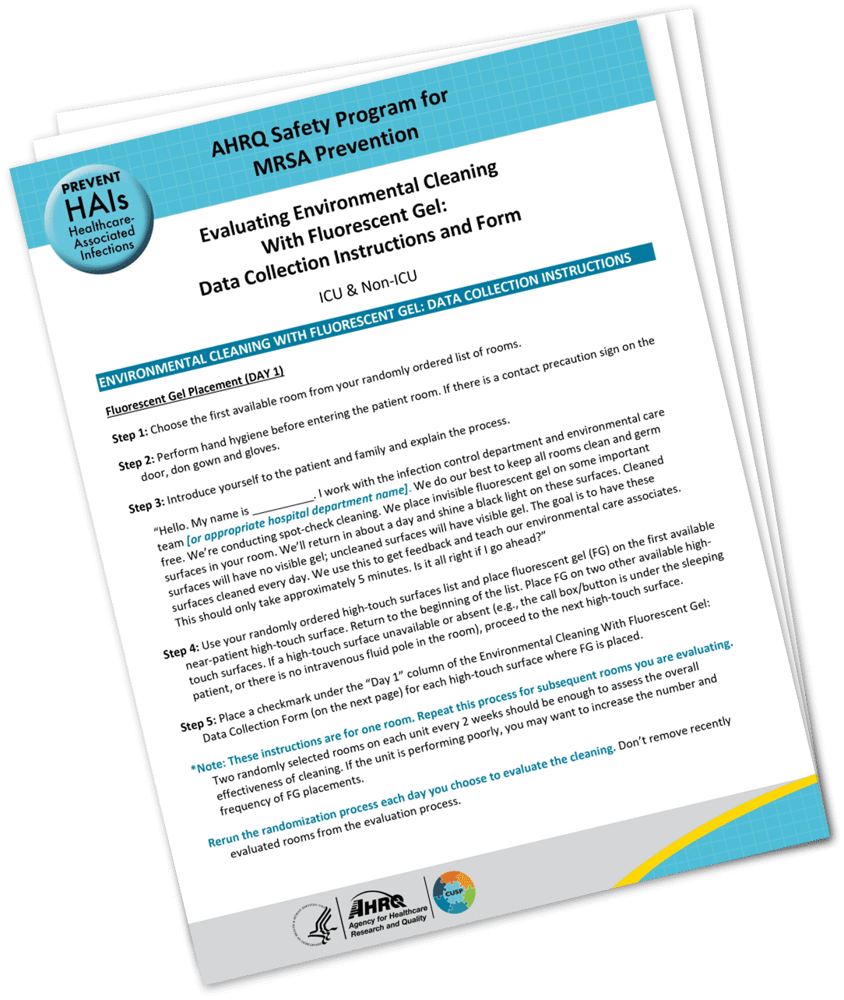 AHRQ Safety Program for
MRSA Prevention
PREVENT
HAIs
Healthcare-
Associated
Infections
Evaluating Environmental Cleaning
With Fluorescent Gel:
Data Collection Instructions and Form
ICU & Non-ICU
ENVIRONMENTAL CLEANING WITH FLUORESCENT GEL: DATA COLLECTION INSTRUCTIONS
Fluorescent Gel Placement (DAY 1)
Step 1: Choose the first available room from your randomly ordered list of rooms.
Step 2: Perform hand hygiene before entering the patient room. If there is a contact precaution sign on the
door, don gown and gloves.
Step 3: Introduce yourself to the patient and family and explain the process.
“Hello. My name is __________. I work with the infection control department and environmental care
team [or appropriate hospital department name]. We do our best to keep all rooms clean and germ
free. We’re conducting spot-check cleaning. We place invisible fluorescent gel on some important
surfaces in your room. We’ll return in about a day and shine a black light on these surfaces. Cleaned
surfaces will have no visible gel; uncleaned surfaces will have visible gel. The goal is to have these
surfaces cleaned every day. We use this to get feedback and teach our environmental care associates.
This should only take approximately 5 minutes. Is it all right if I go ahead?”
Step 4: Use your randomly ordered high-touch surfaces list and place fluorescent gel (FG) on the first available
near-patient high-touch surface. Return to the beginning of the list. Place FG on two other available high-
touch surfaces. If a high-touch surface unavailable or absent (e.g., the call box/button is under the sleeping
patient, or there is no intravenous fluid pole in the room), proceed to the next high-touch surface.
Step 5: Place a checkmark under the “Day 1” column of the Environmental Cleaning With Fluorescent Gel:
Data Collection Form (on the next page) for each high-touch surface where FG is placed.
*Note: These instructions are for one room. Repeat this process for subsequent rooms you are evaluating.
Two randomly selected rooms on each unit every 2 weeks should be enough to assess the overall
effectiveness of cleaning. If the unit is performing poorly, you may want to increase the number and
frequency of FG placements.
Rerun the randomization process each day you choose to evaluate the cleaning. Don’t remove recently
evaluated rooms from the evaluation process.
AHRQ
Agency for Healthcare
Research and Quality
CUSP